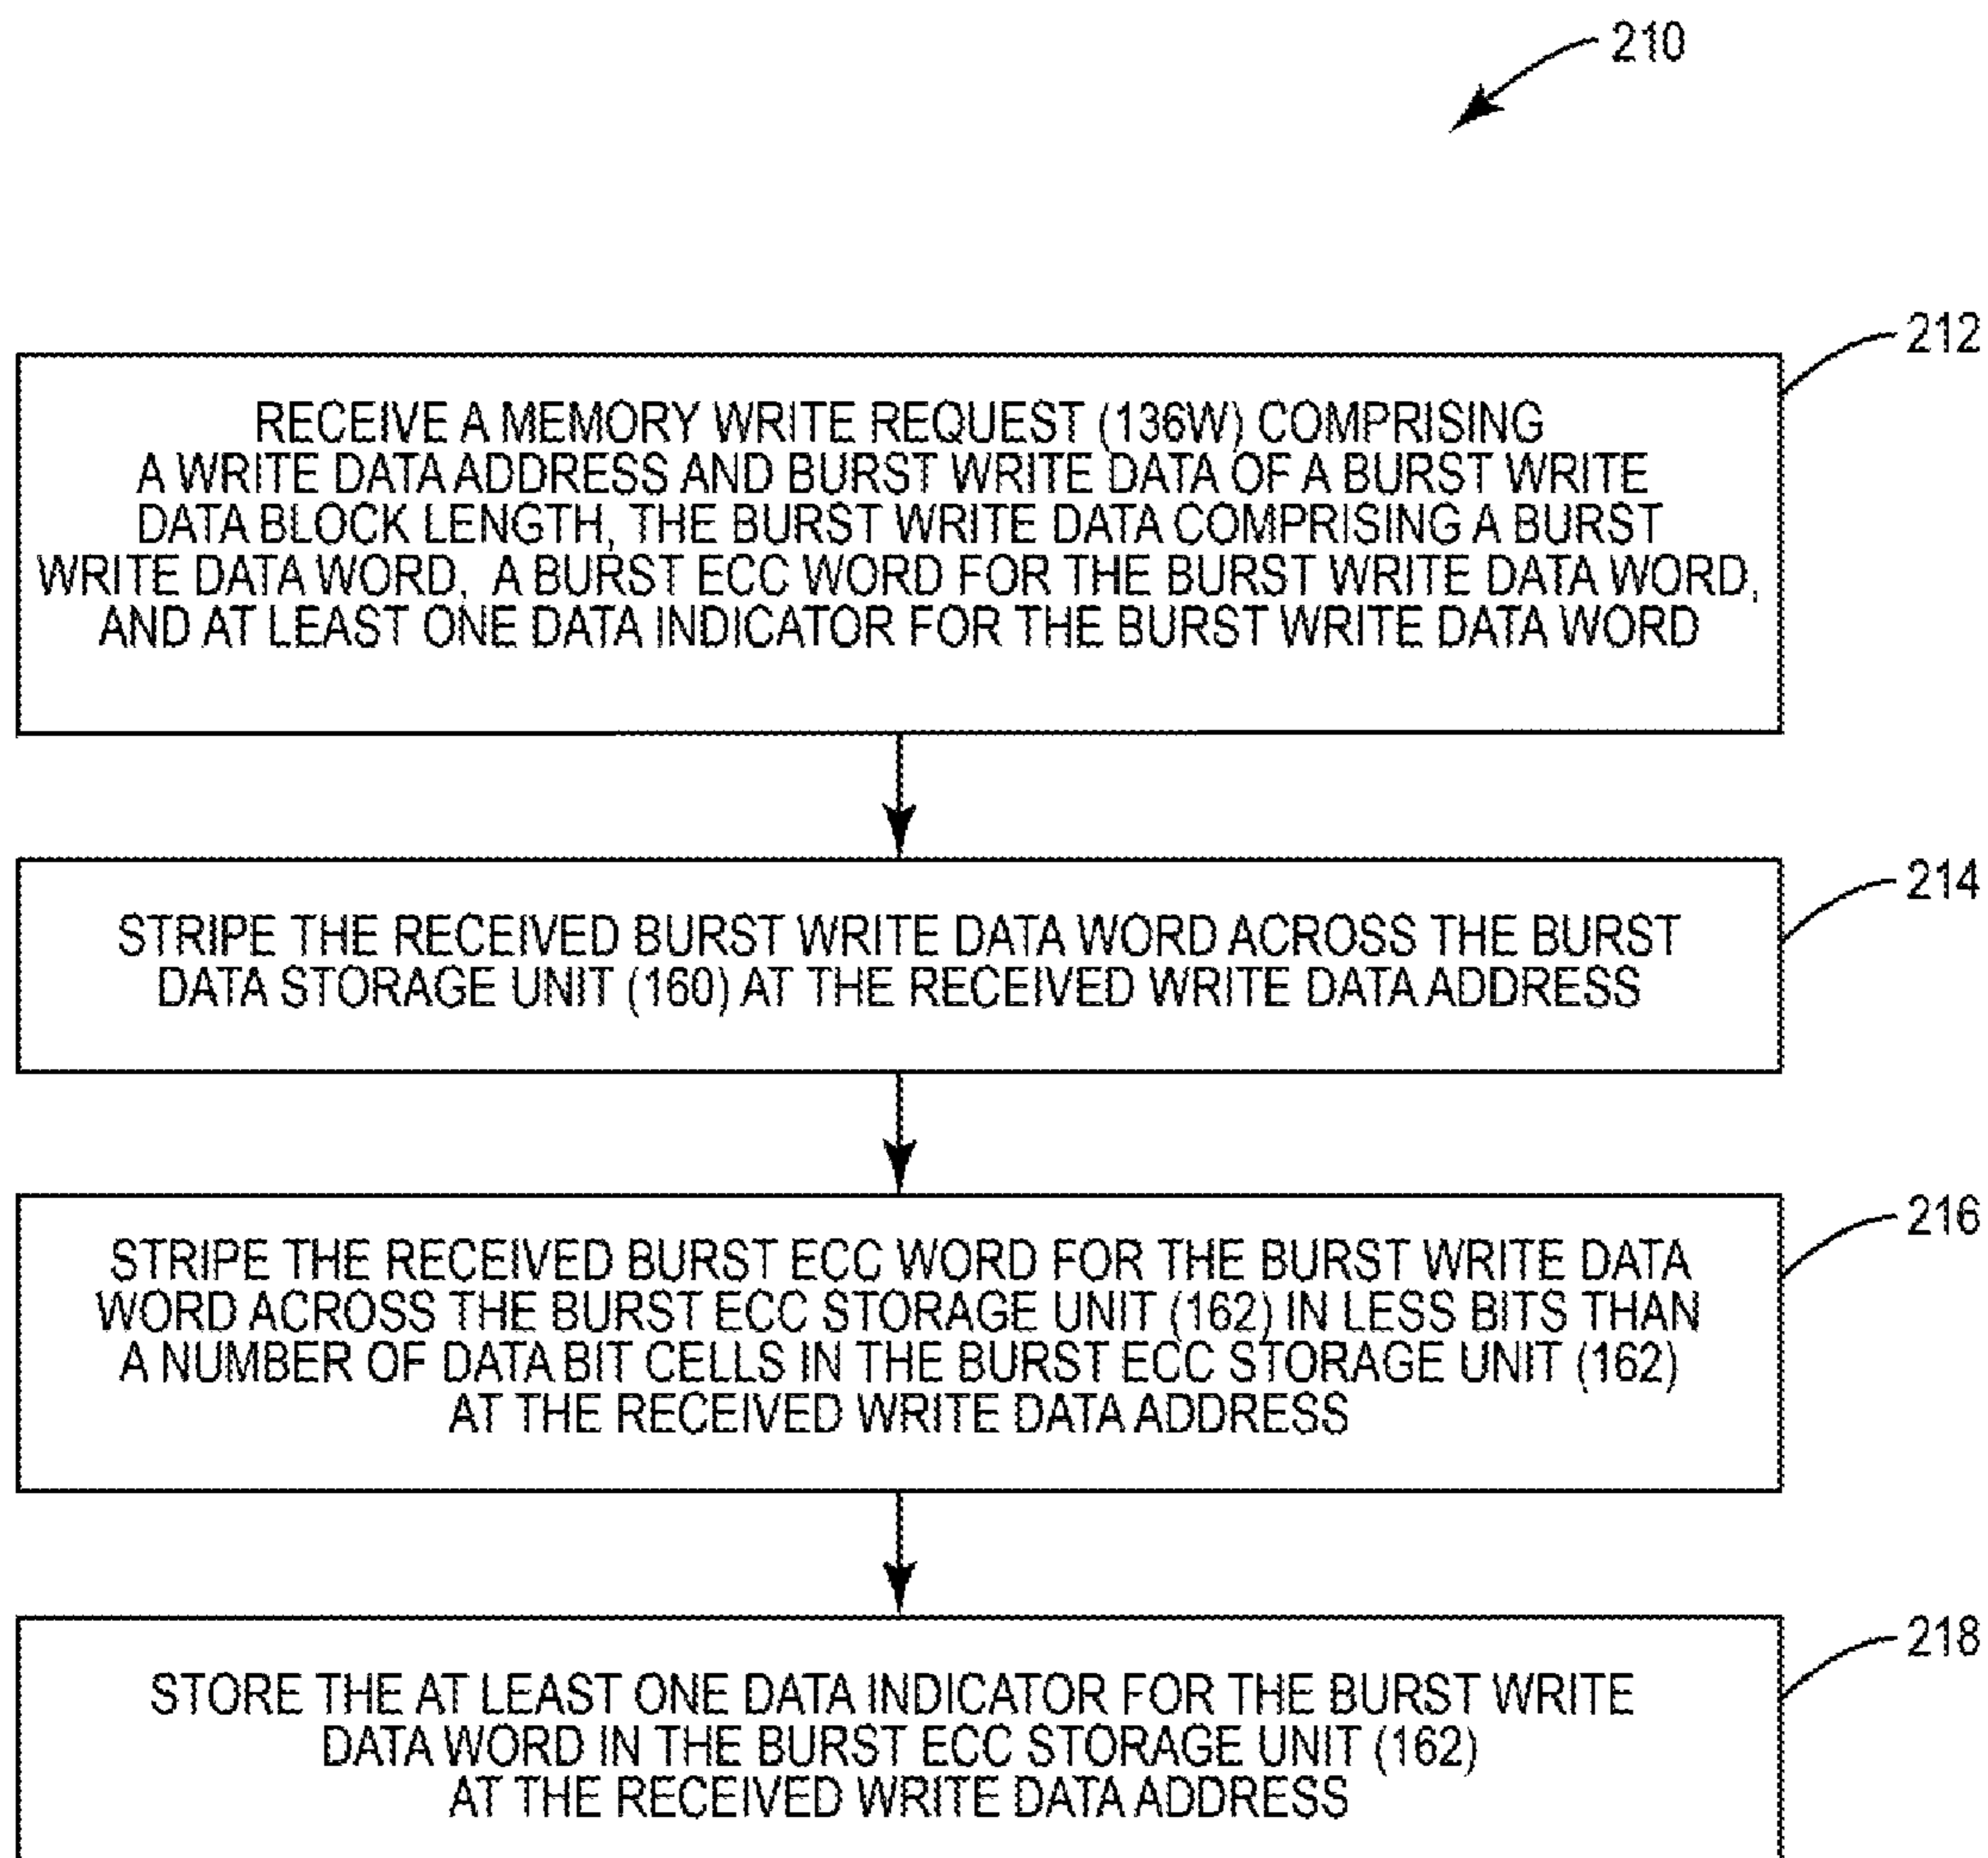 210
212
RECEIVE A MEMORY WRITE REQUEST (136W) COMPRISING
A WRITE DATA ADDRESS AND BURST WRITE DATA OF A BURST WRITE
DATA BLOCK LENGTH, THE BURST WRITE DATA COMPRISING A BURST
WRITE DATA WORD, A BURST ECC WORD FOR THE BURST WRITE DATA WORD,
AND AT LEAST ONE DATA INDICATOR FOR THE BURST WRITE DATA WORD
214
STRIPE THE RECEIVED BURST WRITE DATA WORD ACROSS THE BURST
DATA STORAGE UNIT (160) AT THE RECEIVED WRITE DATA ADDRESS
216
STRIPE THE RECEIVED BURST ECC WORD FOR THE BURST WRITE DATA
WORD ACROSS THE BURST ECC STORAGE UNIT (162) IN LESS BITS THAN
A NUMBER OF DATA BIT CELLS IN THE BURST ECC STORAGE UNIT (162)
AT THE RECEIVED WRITE DATA ADDRESS
218
STORE THE AT LEAST ONE DATA INDICATOR FOR THE BURST WRITE
DATA WORD IN THE BURST ECC STORAGE UNIT (162)
AT THE RECEIVED WRITE DATA ADDRESS